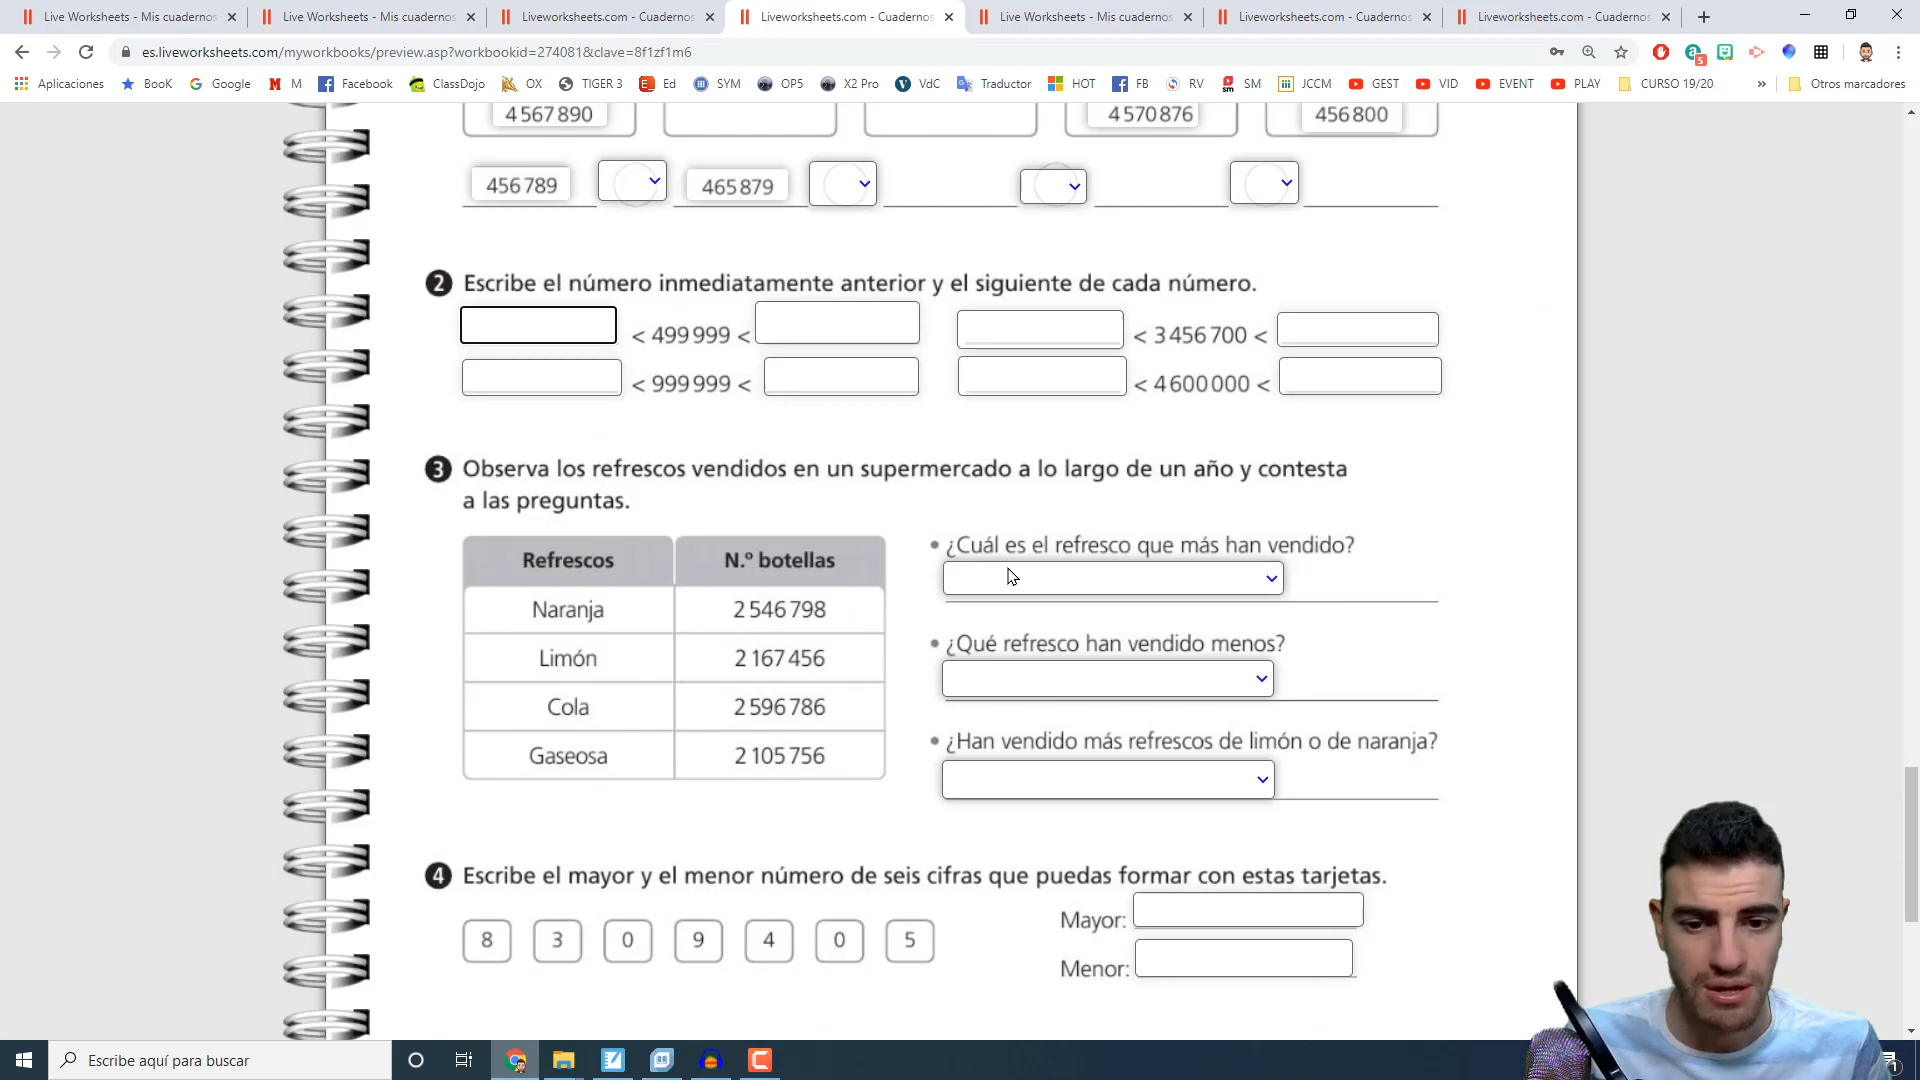 Live Worksheets - Mis cuadernos
Live Worksheets - Mis cuadernos
Liveworksheets.com - Cuadernos
Liveworksheets.com - Cuadernos
Live Worksheets - Mis cuadernos
Liveworksheets.com - Cuadernos
Liveworksheets.com - Cuadernos
es.liveworksheets.com/myworkbooks/preview.asp?workbookid=274081&clave=8f1zf1m6
Aplicaciones BooK Google M Facebook ClassDojo OX TIGER 3 Ed SYM OP5 X2 Pro VdC Traductor HOT FB RV SM JCCM GEST VID EVENT PLAY CURSO 19/20 » Otros marcadores
4 567 890 4 570 876 456 800
456 789 465 879
2 Escribe el número inmediatamente anterior y el siguiente de cada número.
< 499 999 < < 3 456 700 <
< 999 999 < < 4 600 000 <
3 Observa los refrescos vendidos en un supermercado a lo largo de un año y contesta
a las preguntas.
Refrescos N.º botellas
Naranja 2 546 798
Limón 2 167 456
Cola 2 596 786
Gaseosa 2 105 756
• ¿Cuál es el refresco que más han vendido?
• ¿Qué refresco han vendido menos?
• ¿Han vendido más refrescos de limón o de naranja?
4 Escribe el mayor y el menor número de seis cifras que puedas formar con estas tarjetas.
8 3 0 9 4 0 5
Mayor:
Menor:
Escribe aquí para buscar